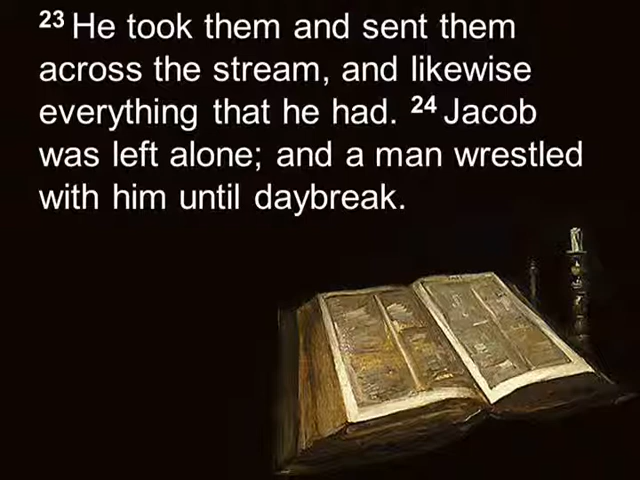 23 He took them and sent them
across the stream, and likewise
everything that he had. 24 Jacob
was left alone; and a man wrestled
with him until daybreak.